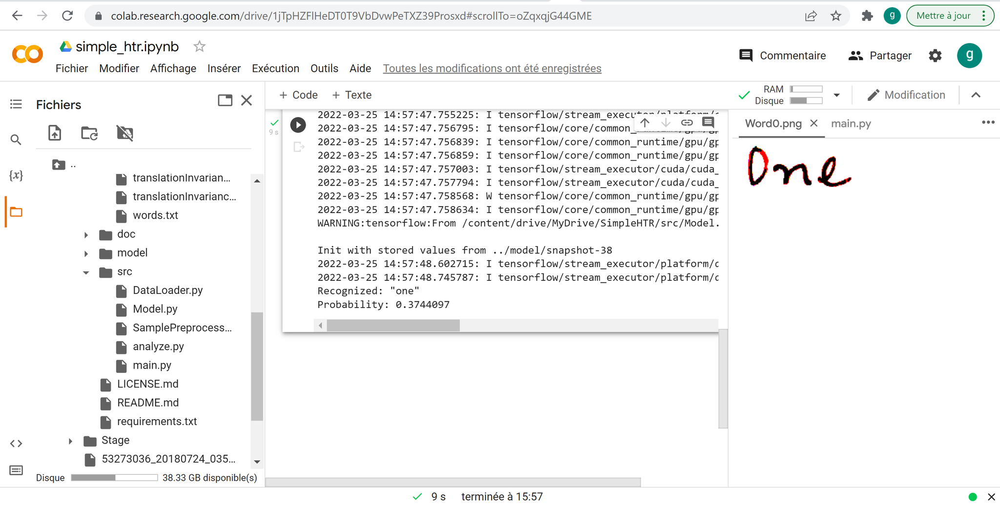 colab.research.google.com/drive/1jTpHZFlHeDT0T9VbDvwPeTXZ39Prosxd#scrollTo=oZqxqjG44GME
g
Mettre à jour
simple_htr.ipynb
Fichier Modifier Affichage Insérer Exécution Outils Aide Toutes les modifications ont été enregistrées
Commentaire
Partager
g
Fichiers
..
translationInvarian...
translationInvarianc...
words.txt
doc
model
src
DataLoader.py
Model.py
SamplePreprocess...
analyze.py
main.py
LICENSE.md
README.md
requirements.txt
Stage
53273036_20180724_035...
Disque 38.33 GB disponible(s)
{x}
+ Code + Texte
RAM
Disque
Modification
9 s
2022-03-25 14:57:47.755225: I tensorflow/stream_executor/platform/d
2022-03-25 14:57:47.756795: I tensorflow/core/common_runtime/gpu/gp
2022-03-25 14:57:47.756839: I tensorflow/core/common_runtime/gpu/gp
2022-03-25 14:57:47.756859: I tensorflow/core/common_runtime/gpu/gp
2022-03-25 14:57:47.757003: I tensorflow/stream_executor/cuda/cuda_
2022-03-25 14:57:47.757794: I tensorflow/stream_executor/cuda/cuda_
2022-03-25 14:57:47.758568: W tensorflow/core/common_runtime/gpu/gp
2022-03-25 14:57:47.758634: I tensorflow/core/common_runtime/gpu/gp
WARNING:tensorflow:From /content/drive/MyDrive/SimpleHTR/src/Model.
Init with stored values from ../model/snapshot-38
2022-03-25 14:57:48.602715: I tensorflow/stream_executor/platform/d
2022-03-25 14:57:48.745787: I tensorflow/stream_executor/platform/d
Recognized: "one"
Probability: 0.3744097
Word0.png main.py
One
9 s terminée à 15:57